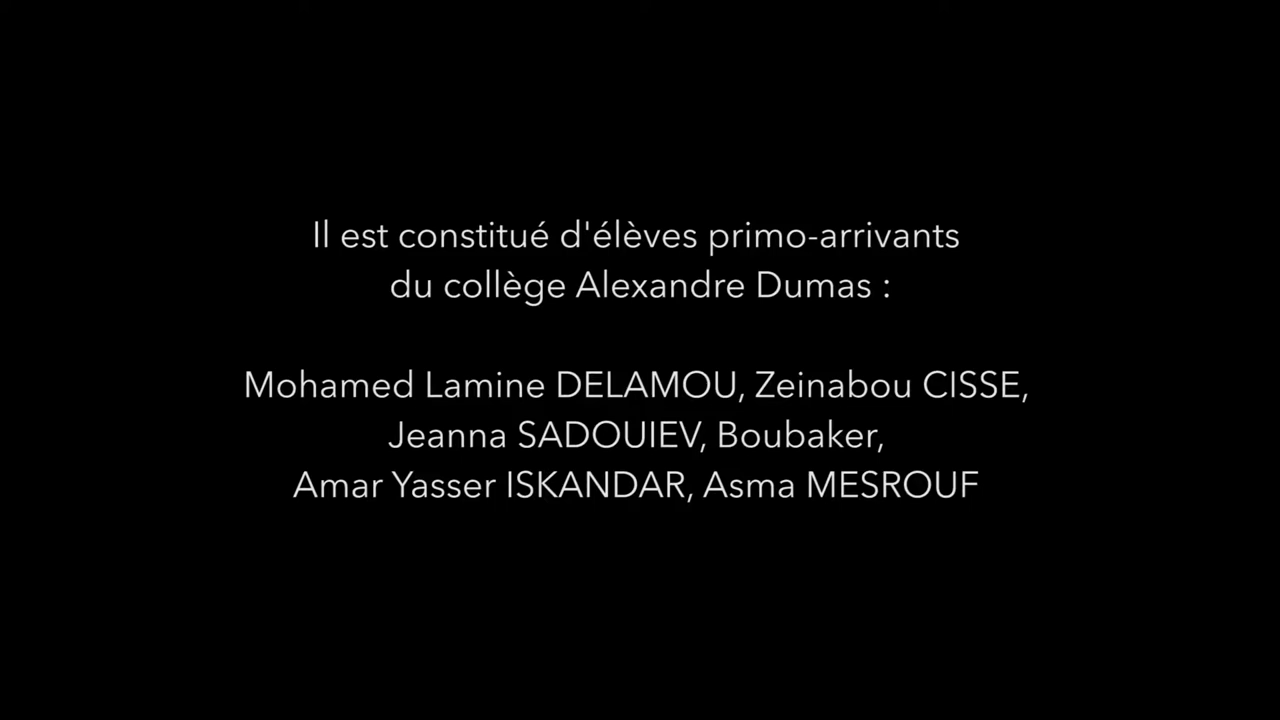 Il est constitué d'élèves primo-arrivants
du collège Alexandre Dumas :
Mohamed Lamine DELAMOU, Zeinabou CISSE,
Jeanna SADOUIEV, Boubaker,
Amar Yasser ISKANDAR, Asma MESROUF